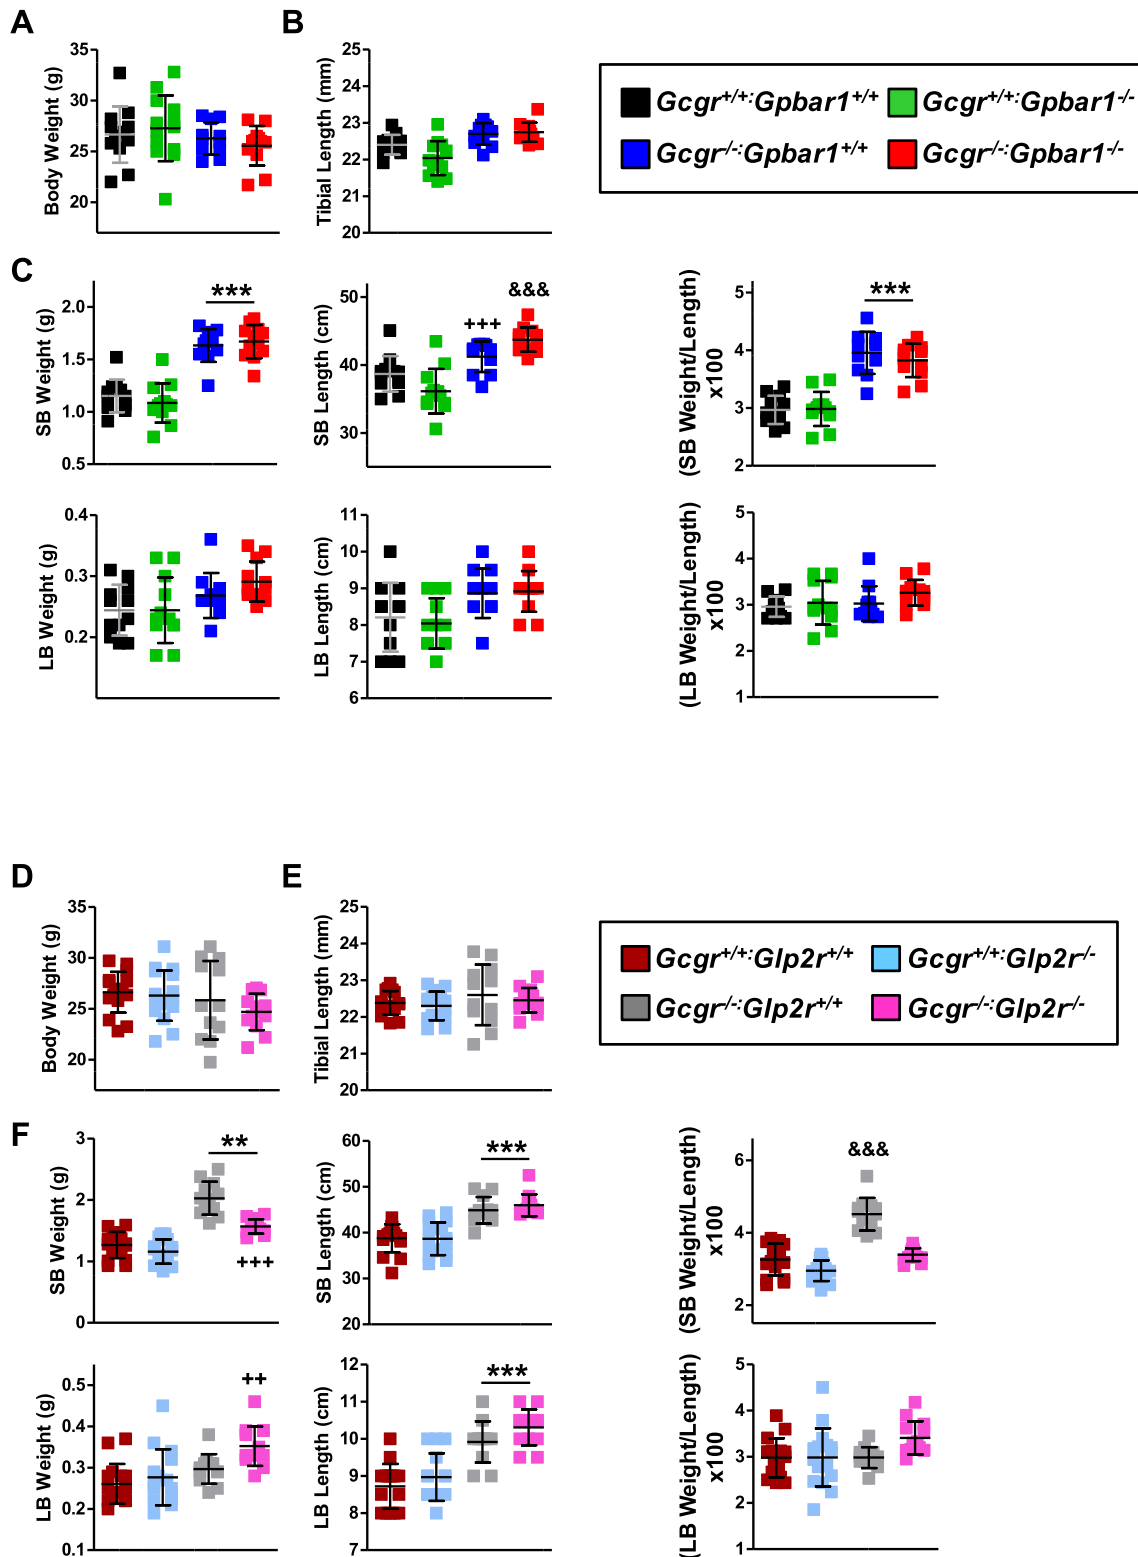 A
Body Weight (g)
35
30
25
20
B
Tibial Length (mm)
25
24
23
22
21
20
Gcgr+/+:Gpbar1+/+
Gcgr+/+:Gpbar1-/-
Gcgr-/-:Gpbar1+/+
Gcgr-/-:Gpbar1-/-
C
SB Weight (g)
2.0
1.5
1.0
0.5
***
SB Length (cm)
50
40
30
+++
&&&
(SB Weight/Length)
x100
5
4
3
2
***
LB Weight (g)
0.4
0.3
0.2
LB Length (cm)
11
10
9
8
7
6
(LB Weight/Length)
x100
5
4
3
2
1
D
Body Weight (g)
35
30
25
20
E
Tibial Length (mm)
25
24
23
22
21
20
Gcgr+/+:Glp2r+/+
Gcgr+/+:Glp2r-/-
Gcgr-/-:Glp2r+/+
Gcgr-/-:Glp2r-/-
F
SB Weight (g)
3
2
1
0
**
+++
SB Length (cm)
60
50
40
30
20
***
(SB Weight/Length)
x100
6
4
2
&&&
LB Weight (g)
0.5
0.4
0.3
0.2
0.1
++
LB Length (cm)
12
11
10
9
8
7
***
(LB Weight/Length)
x100
5
4
3
2
1